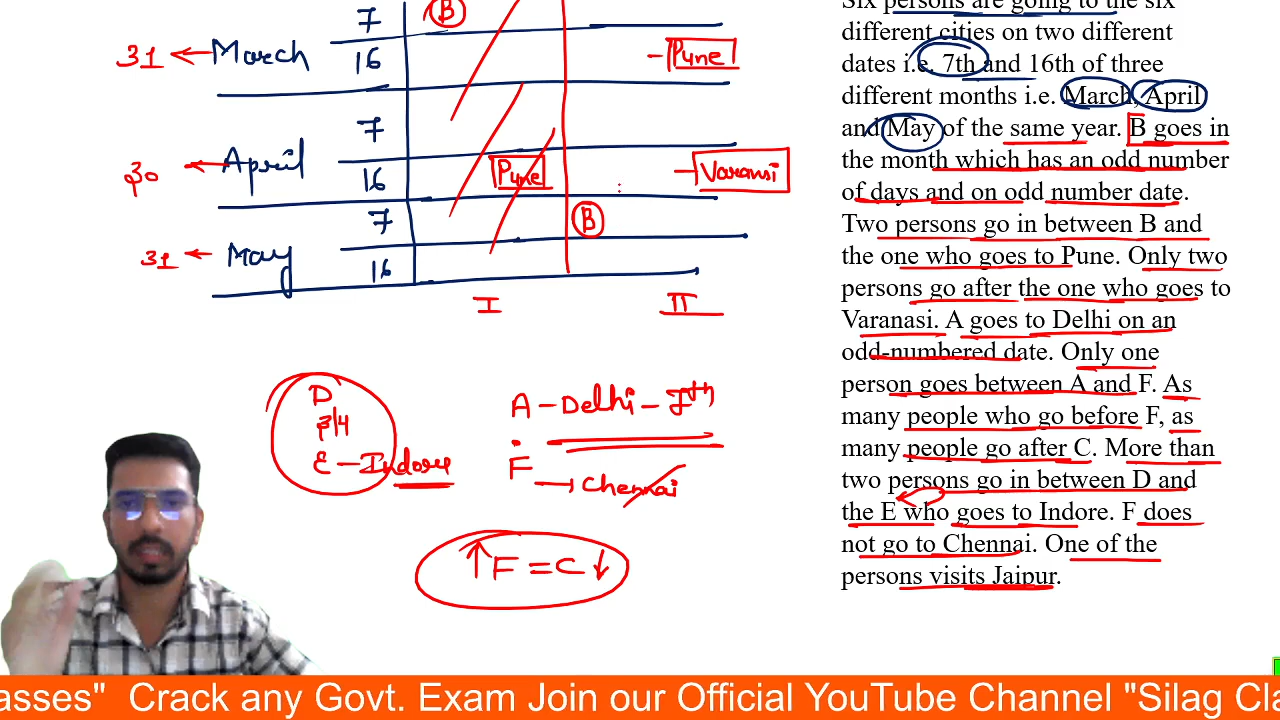 7 B
31 ← March 16 - Pune
7
30 ← April 16 Pune - Varansi
7 B
31 ← May 16
I II
D
3/4
E - Indore
A - Delhi - 7th
F → Chennai
↑F = C↓
Six persons are going to the six
different cities on two different
dates i.e. 7th and 16th of three
different months i.e. March, April
and May of the same year. B goes in
the month which has an odd number
of days and on odd number date.
Two persons go in between B and
the one who goes to Pune. Only two
persons go after the one who goes to
Varanasi. A goes to Delhi on an
odd-numbered date. Only one
person goes between A and F. As
many people who go before F, as
many people go after C. More than
two persons go in between D and
the E who goes to Indore. F does
not go to Chennai. One of the
persons visits Jaipur.
lasses" Crack any Govt. Exam Join our Official YouTube Channel "Silag Cla